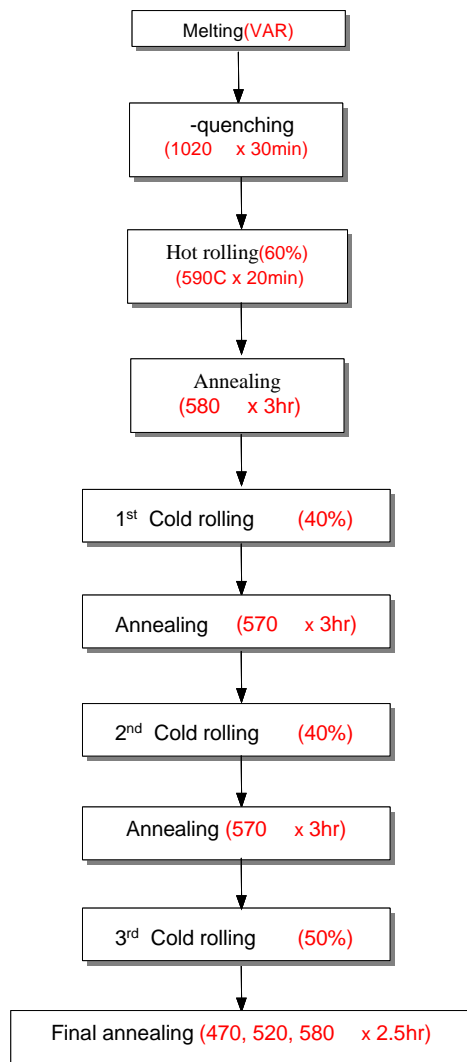 Melting(VAR)
-quenching
(1020 x 30min)
Hot rolling(60%)
(590C x 20min)
Annealing
(580 x 3hr)
1st Cold rolling (40%)
Annealing (570 x 3hr)
2nd Cold rolling (40%)
Annealing (570 x 3hr)
3rd Cold rolling (50%)
Final annealing (470, 520, 580 x 2.5hr)